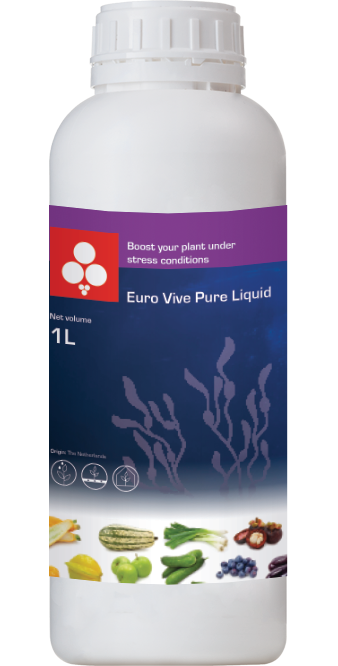 Boost your plant under
stress conditions
Euro Vive Pure Liquid
Net volume
1L
Origin: The Netherlands